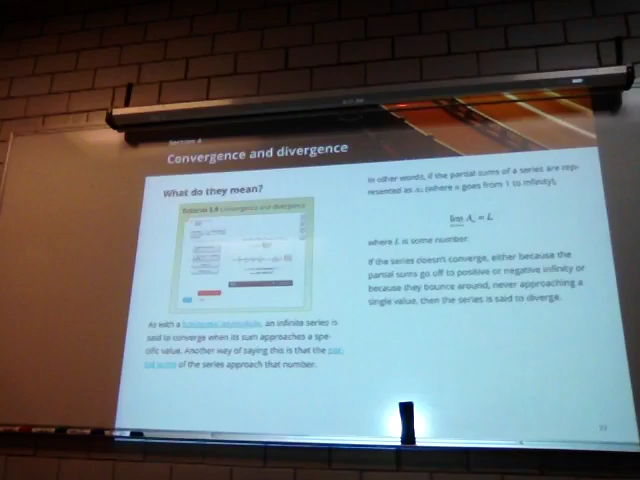 Section 4
Convergence and divergence
What do they mean?
Convergence and divergence
As with a horizontal asymptote, an infinite series is
said to converge when its sum approaches a spe-
cific value. Another way of saying this is that the par-
tial sums of the series approach that number.
In other words, if the partial sums of a series are rep-
resented as Aₙ (where n goes from 1 to infinity),
lim Aₙ = L
where L is some number.
If the series doesn't converge, either because the
partial sums go off to positive or negative infinity or
because they bounce around, never approaching a
single value, then the series is said to diverge.